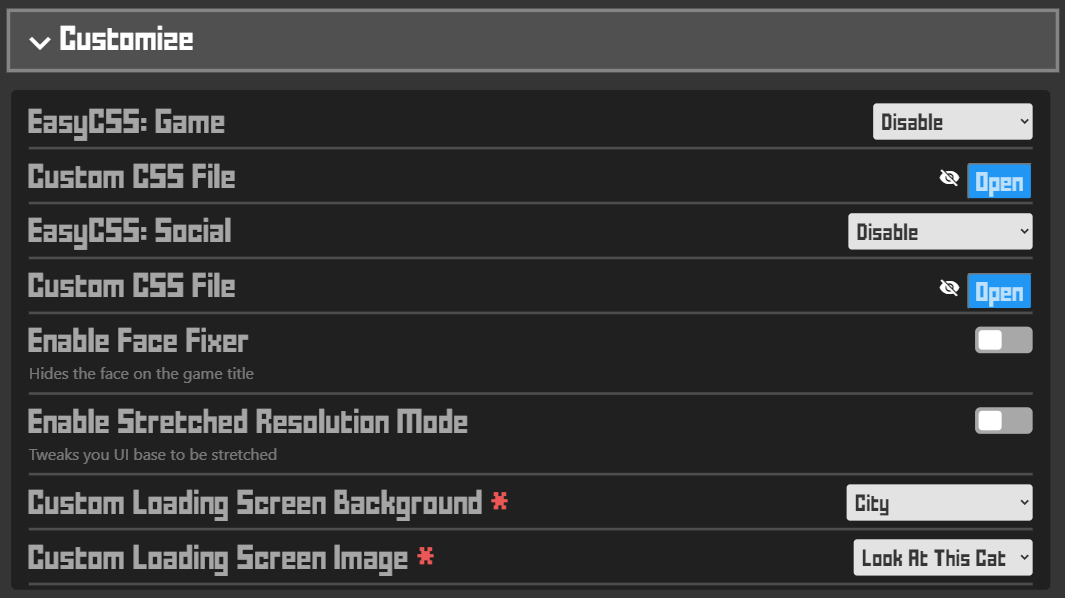 Customize
EasyCSS: Game Disable
Custom CSS File Open
EasyCSS: Social Disable
Custom CSS File Open
Enable Face Fixer
Hides the face on the game title
Enable Stretched Resolution Mode
Tweaks you UI base to be stretched
Custom Loading Screen Background * City
Custom Loading Screen Image * Look At This Cat